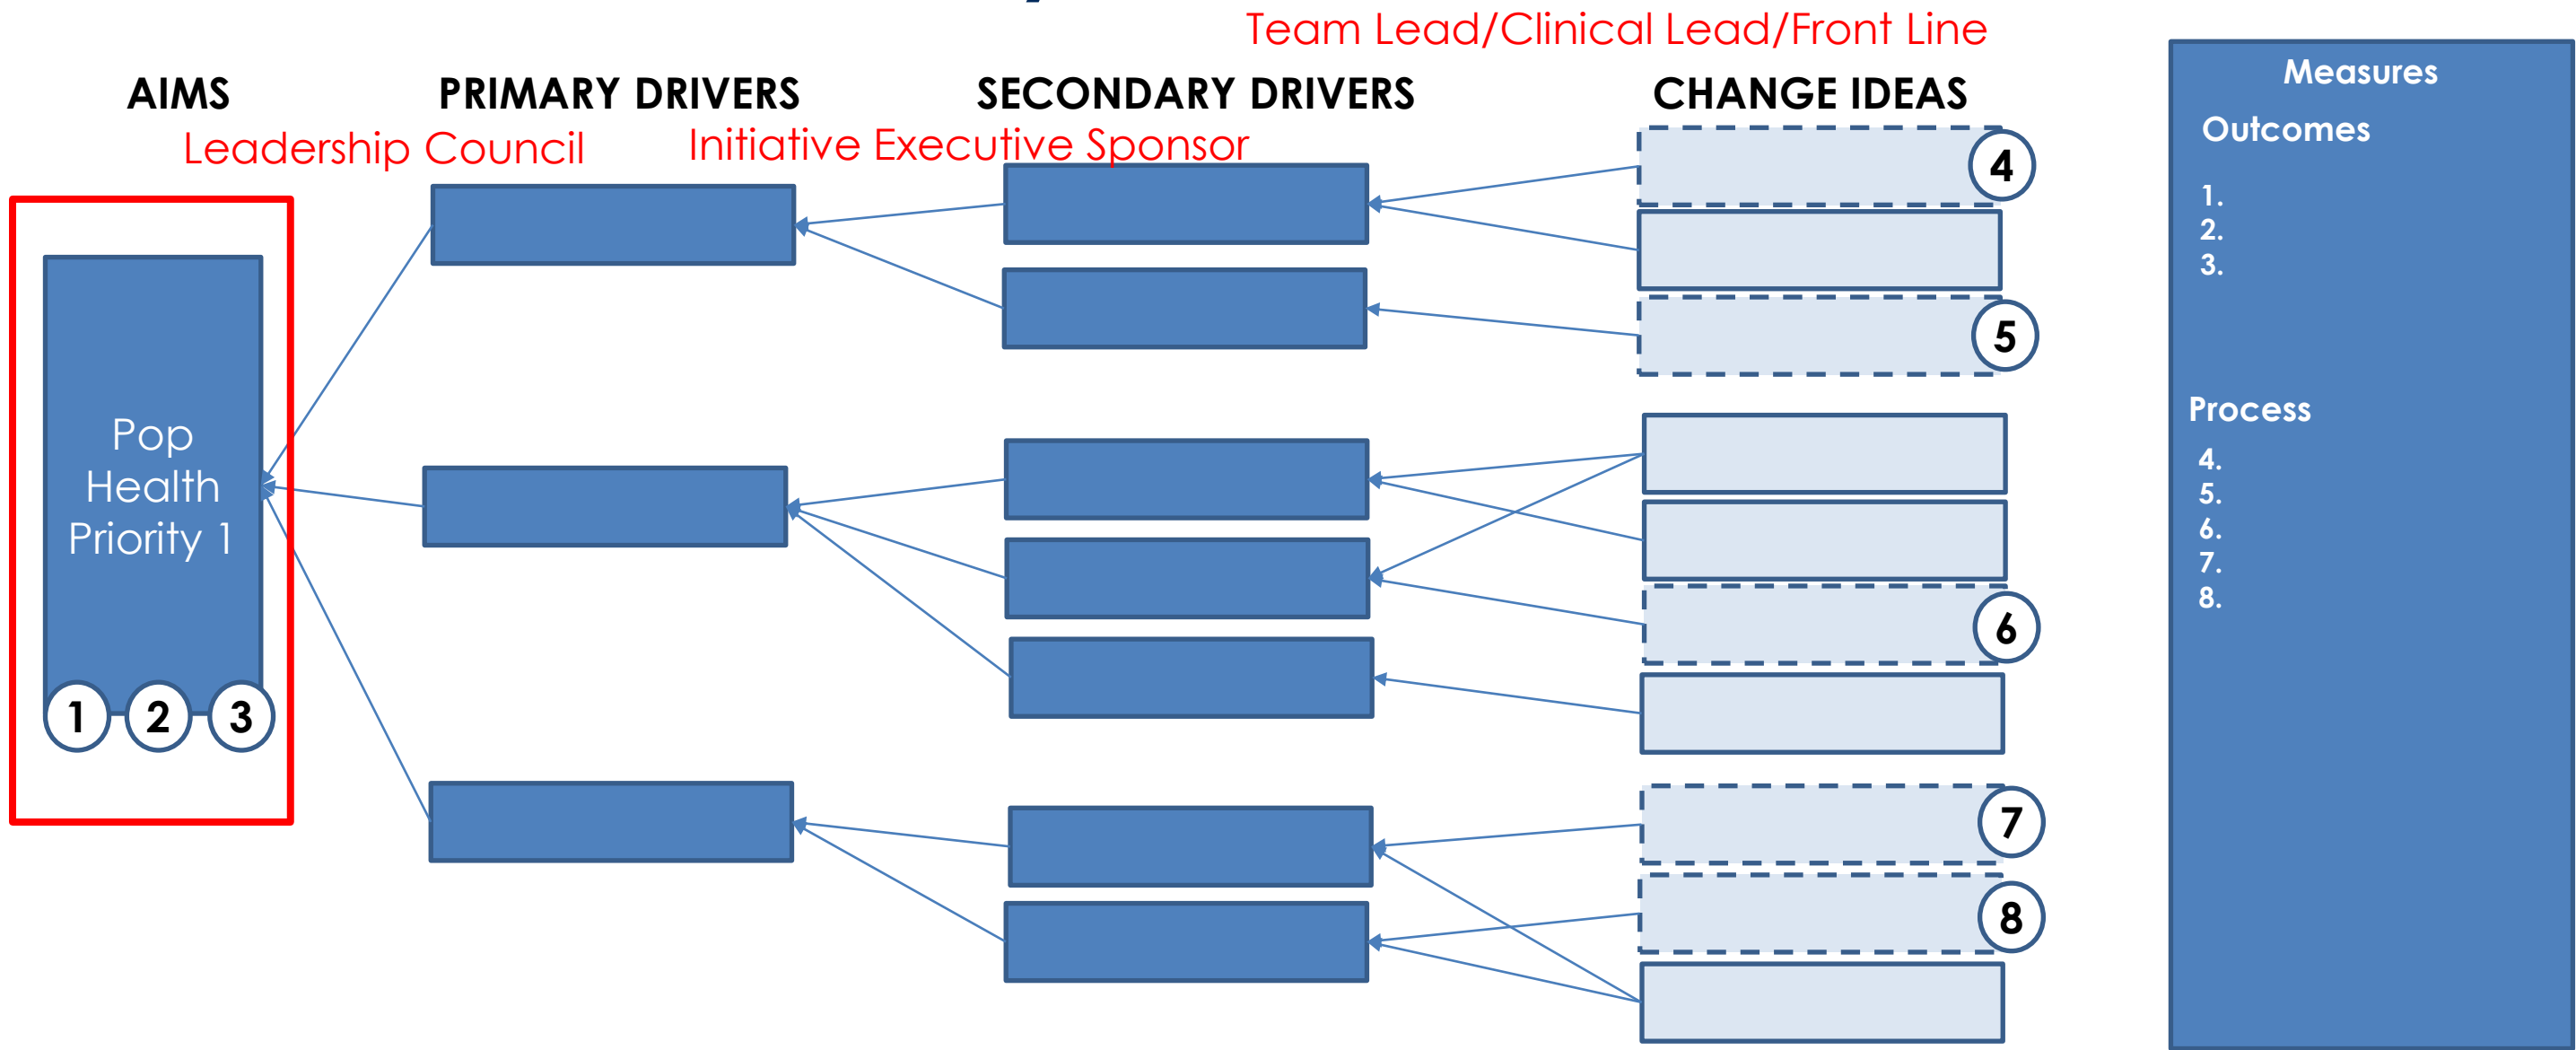 Team Lead/Clinical Lead/Front Line
AIMS
PRIMARY DRIVERS
SECONDARY DRIVERS
CHANGE IDEAS
Leadership Council
Initiative Executive Sponsor
Pop
Health
Priority 1
1
2
3
4
5
6
7
8
Measures
Outcomes
1.
2.
3.
Process
4.
5.
6.
7.
8.